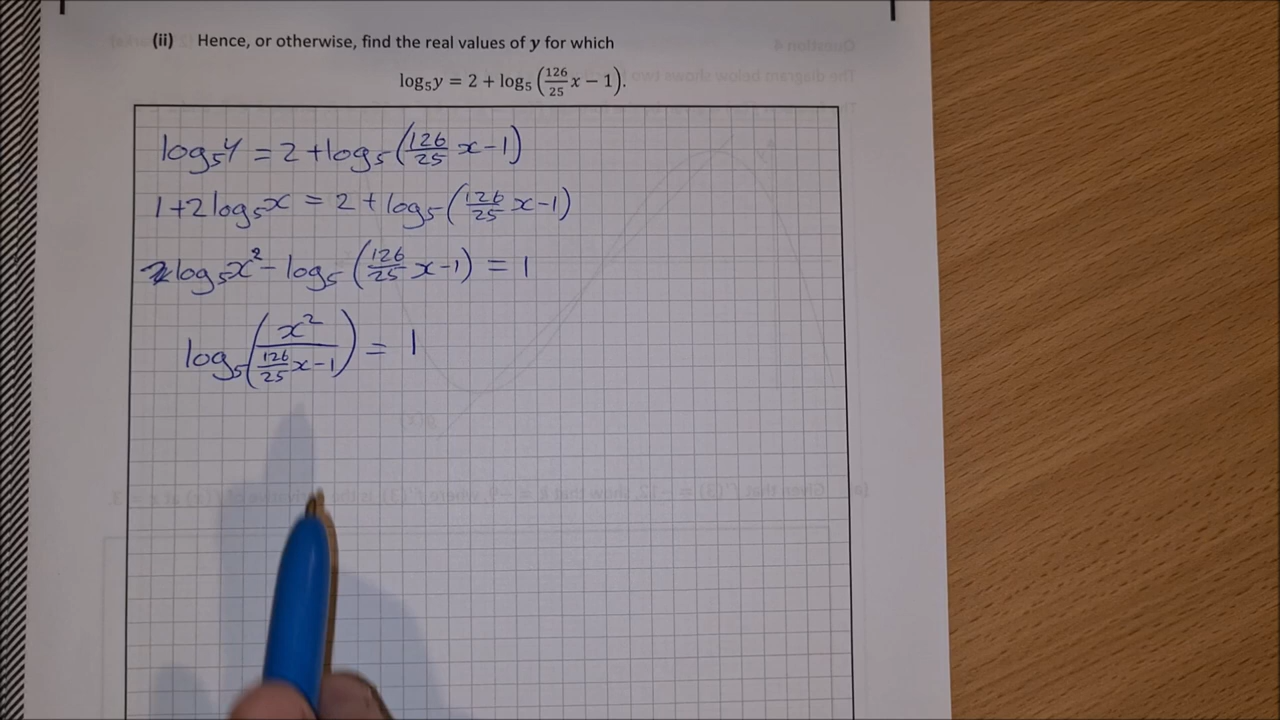 (ii) Hence, or otherwise, find the real values of y for which
log₅y = 2 + log₅ (126/25 x − 1).
log₅y = 2 + log₅ (126/25 x − 1)
1 + 2 log₅x = 2 + log₅ (126/25 x − 1)
log₅x² − log₅ (126/25 x − 1) = 1
log₅ (x² / (126/25 x − 1)) = 1